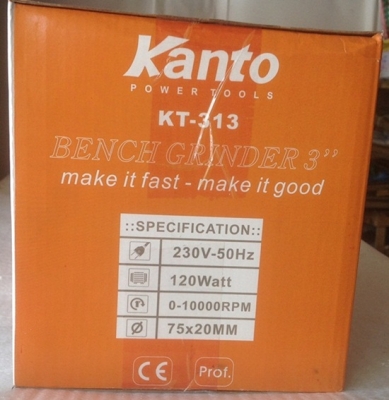 Kanto
POWER TOOLS
KT-313
BENCH GRINDER 3"
make it fast - make it good
::SPECIFICATION::
230V-50Hz
120Watt
0-10000RPM
75x20MM
CE Prof.